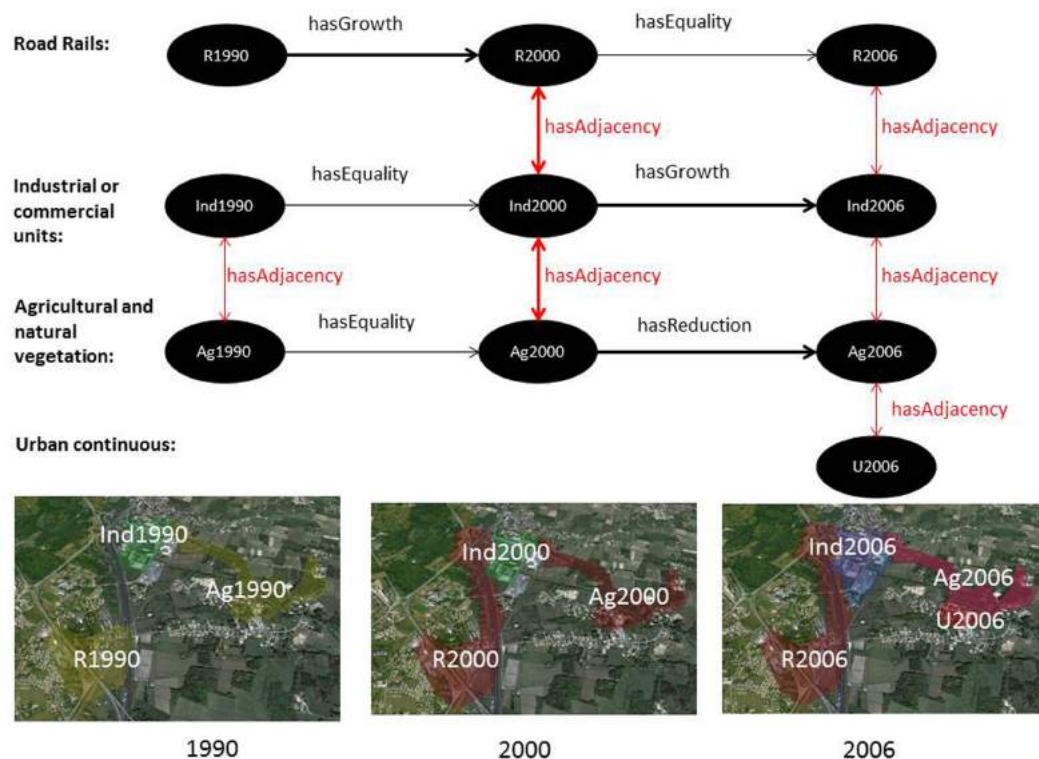 Road Rails:
R1990
hasGrowth
R2000
hasEquality
R2006
hasAdjacency
hasAdjacency
Industrial or
commercial
units:
Ind1990
hasEquality
Ind2000
hasGrowth
Ind2006
hasAdjacency
hasAdjacency
hasAdjacency
Agricultural and
natural
vegetation:
Ag1990
hasEquality
Ag2000
hasReduction
Ag2006
hasAdjacency
Urban continuous:
U2006
Ind1990
Ag1990
R1990
Ind2000
Ag2000
R2000
Ind2006
Ag2006
U2006
R2006
1990
2000
2006